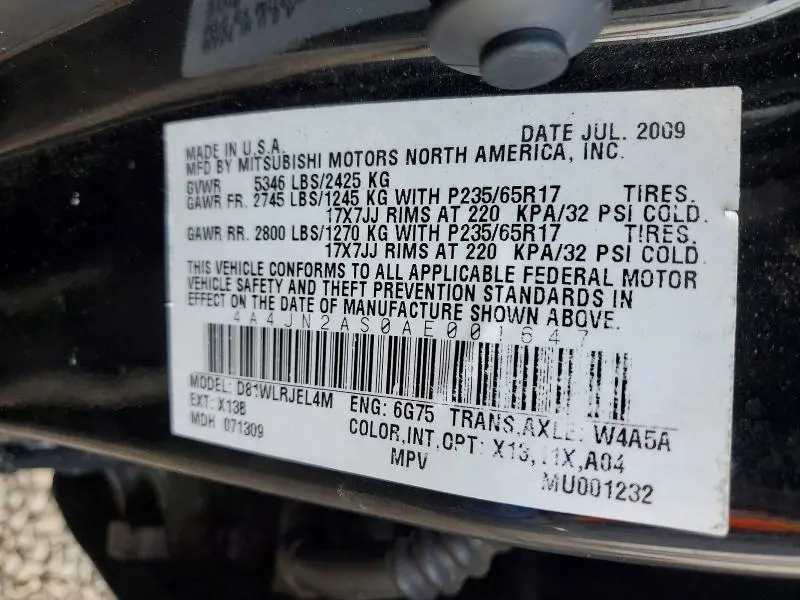 MADE IN U.S.A. DATE JUL. 2009
MFD BY MITSUBISHI MOTORS NORTH AMERICA, INC.
GVWR 5346 LBS/2425 KG
GAWR FR. 2745 LBS/1245 KG WITH P235/65R17 TIRES.
17X7JJ RIMS AT 220 KPA/32 PSI COLD.
GAWR RR. 2800 LBS/1270 KG WITH P235/65R17 TIRES.
17X7JJ RIMS AT 220 KPA/32 PSI COLD
THIS VEHICLE CONFORMS TO ALL APPLICABLE FEDERAL MOTOR
VEHICLE SAFETY AND THEFT PREVENTION STANDARDS IN
EFFECT ON THE DATE OF MANUFACTURE SHOWN ABOVE.
4A4JN2AS0AE001647
MODEL: D81WLRJEL4M ENG: 6G75 TRANS,AXLE: W4A5A
EXT: X13B COLOR,INT,OPT: X13, ,A04
MDH 071309 MPV
MU001232